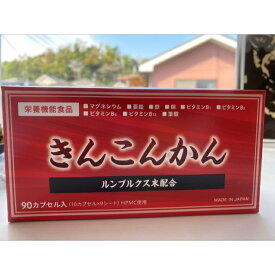 栄養機能食品
■マグネシウム ■亜鉛 ■鉄 ■銅 ■ビタミンB₁ ■ビタミンB₂
■ビタミンB₆ ■ビタミンB₁₂ ■葉酸
きんこんかん
ルンブルクス末配合
90カプセル入(10カプセル×9シート) HPMC使用
MADE IN JAPAN